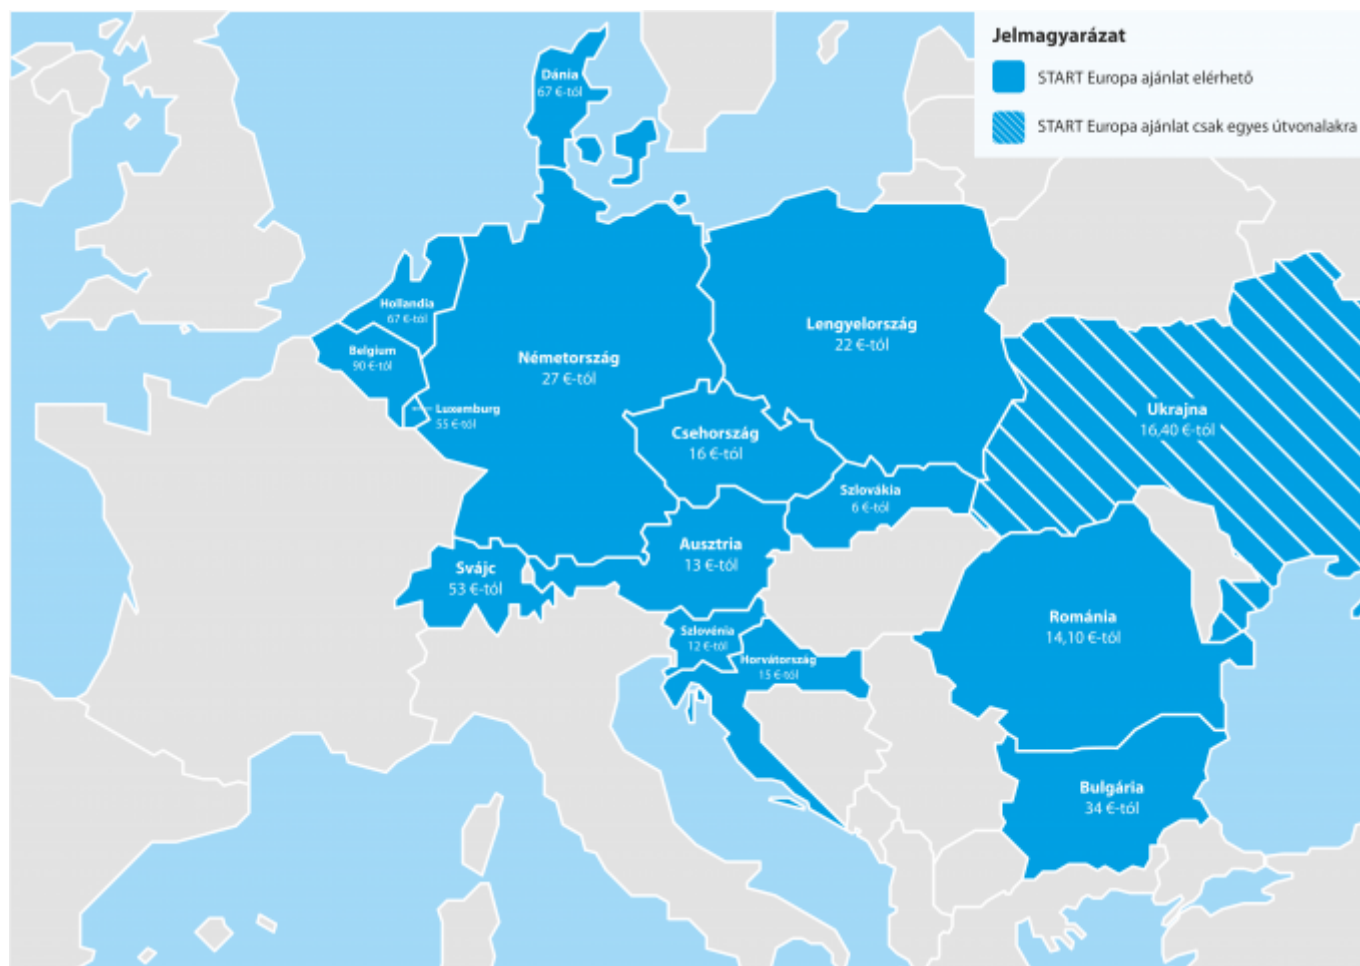 Jelmagyarázat
START Europa ajánlat elérhető
START Europa ajánlat csak egyes útvonalakra
Dánia
67 €-tól
Hollandia
67 €-tól
Belgium
90 €-tól
Luxemburg
55 €-tól
Németország
27 €-tól
Lengyelország
22 €-tól
Csehország
16 €-tól
Ukrajna
16,40 €-tól
Szlovákia
6 €-tól
Ausztria
13 €-tól
Svájc
53 €-tól
Szlovénia
12 €-tól
Horvátország
15 €-tól
Románia
14,10 €-tól
Bulgária
34 €-tól